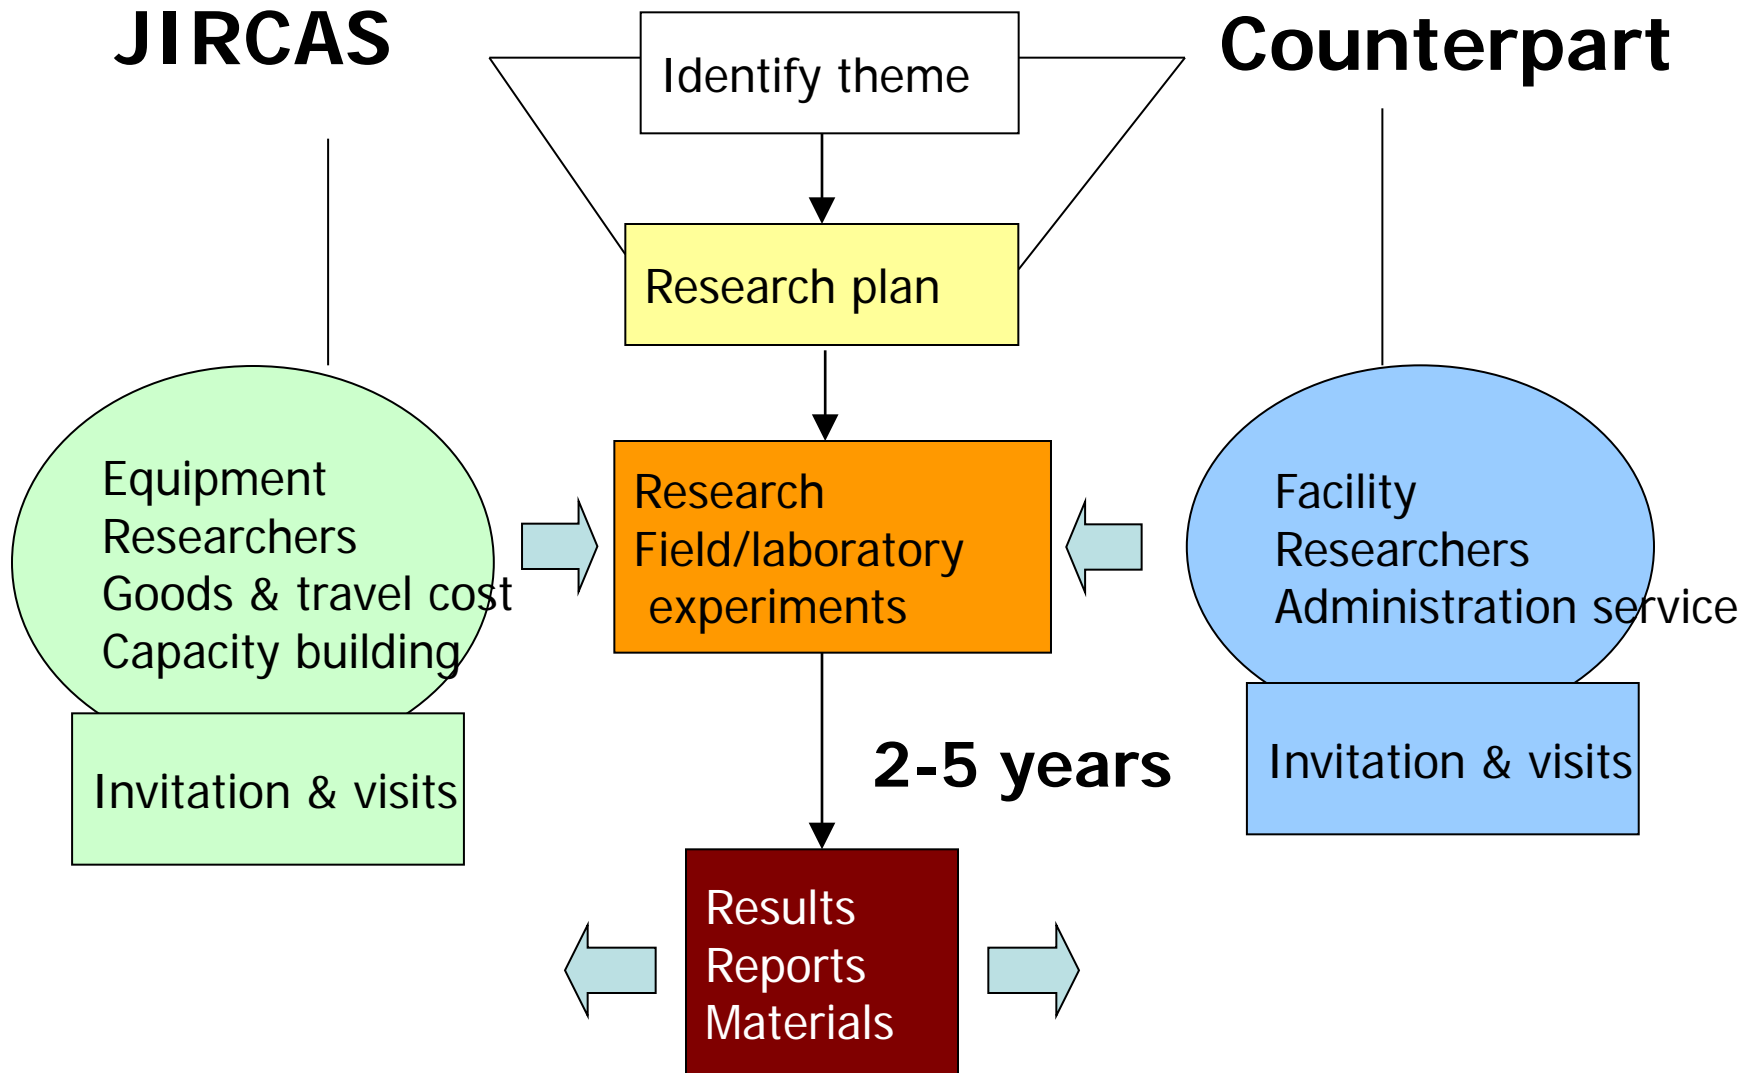 JIRCAS
Counterpart
Identify theme
Research plan
Equipment
Researchers
Goods & travel cost
Capacity building
Invitation & visits
Research
Field/laboratory
experiments
Facility
Researchers
Administration service
Invitation & visits
2-5 years
Results
Reports
Materials